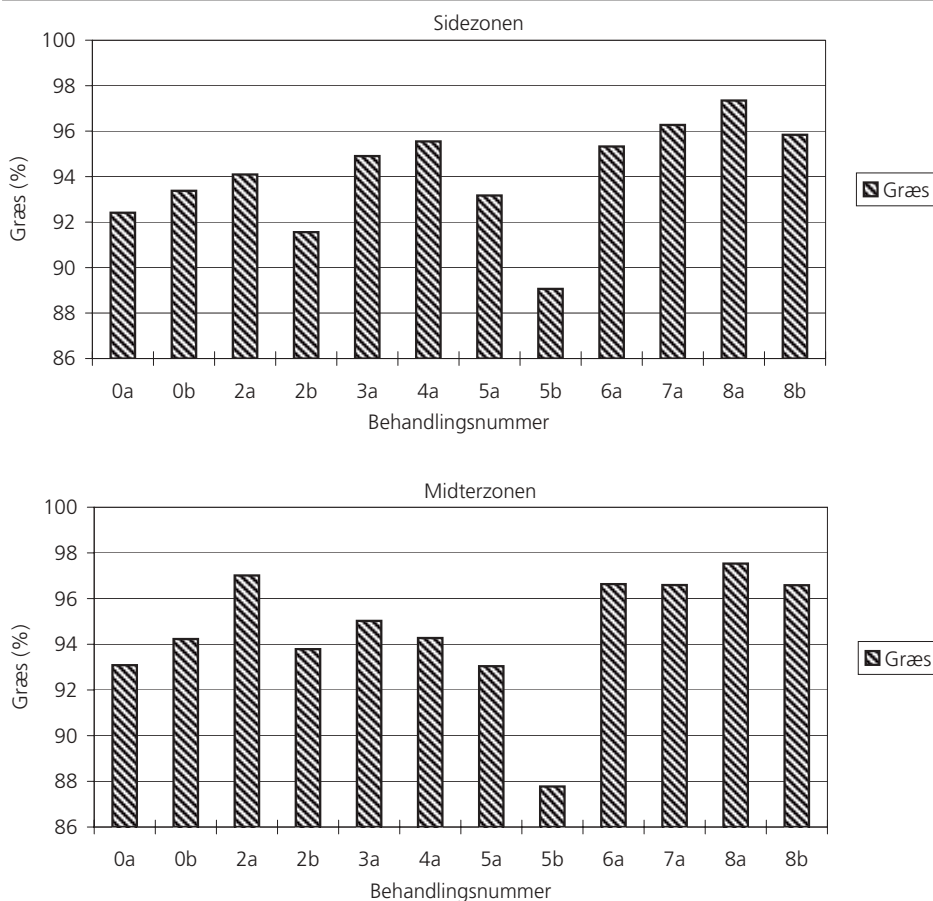 Sidezonen
100
98
96
94
92
90
88
86
Græs (%)
Græs
0a 0b 2a 2b 3a 4a 5a 5b 6a 7a 8a 8b
Behandlingsnummer
Midterzonen
100
98
96
94
92
90
88
86
Græs (%)
Græs
0a 0b 2a 2b 3a 4a 5a 5b 6a 7a 8a 8b
Behandlingsnummer